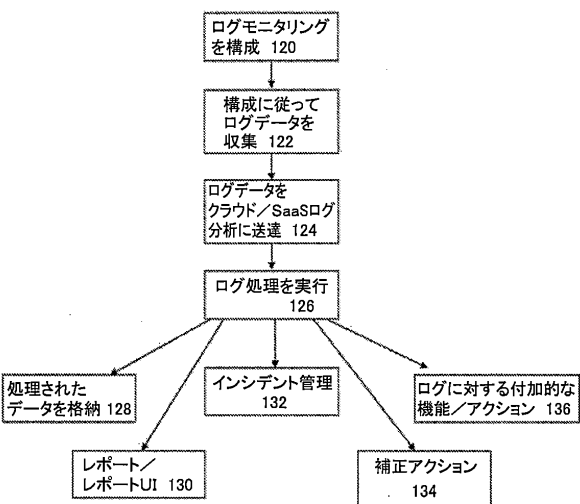 ログモニタリング
を構成 120
構成に従って
ログデータを
収集 122
ログデータを
クラウド／SaaSログ
分析に送達 124
ログ処理を実行
126
処理された
データを格納 128
インシデント管理
132
ログに対する付加的な
機能／アクション 136
レポート／
レポートUI 130
補正アクション
134